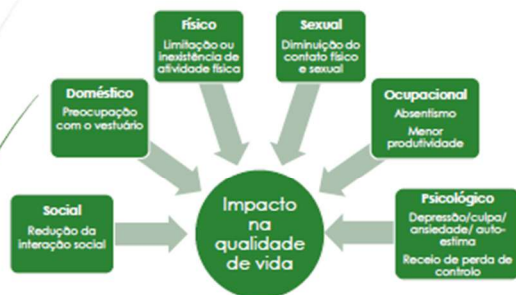 Social
Redução da
interação social
Doméstico
Preocupação
com o vestuário
Físico
Limitação ou
inexistência de
atividade física
Sexual
Diminuição do
contato físico
e sexual
Ocupacional
Absentismo
Menor
produtividade
Psicológico
Depressão/culpa/
ansiedade/ auto-
estima
Receio de perda de
controlo
Impacto
na
qualidade
de vida